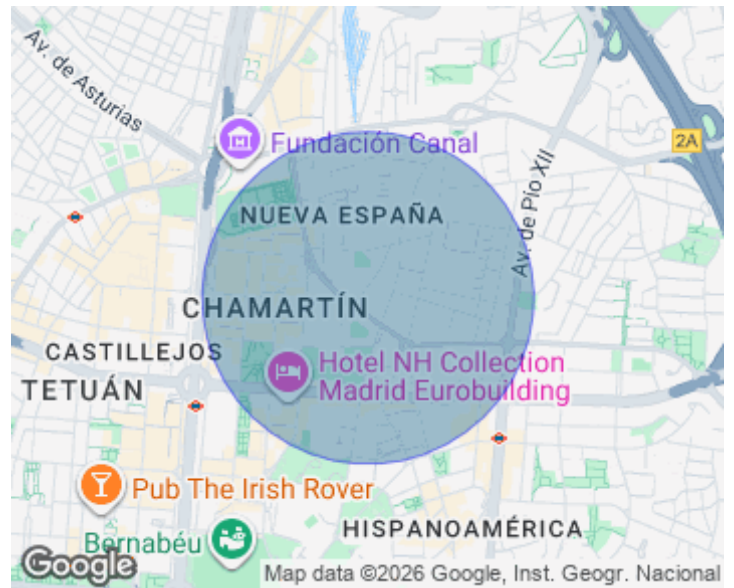 Av. de Asturias
2A
Fundación Canal
Av. de Pío XII
NUEVA ESPAÑA
CHAMARTÍN
CASTILLEJOS
Hotel NH Collection
Madrid Eurobuilding
TETUÁN
Pub The Irish Rover
HISPANOAMÉRICA
Bernabéu
Google
Map data ©2026 Google, Inst. Geogr. Nacional